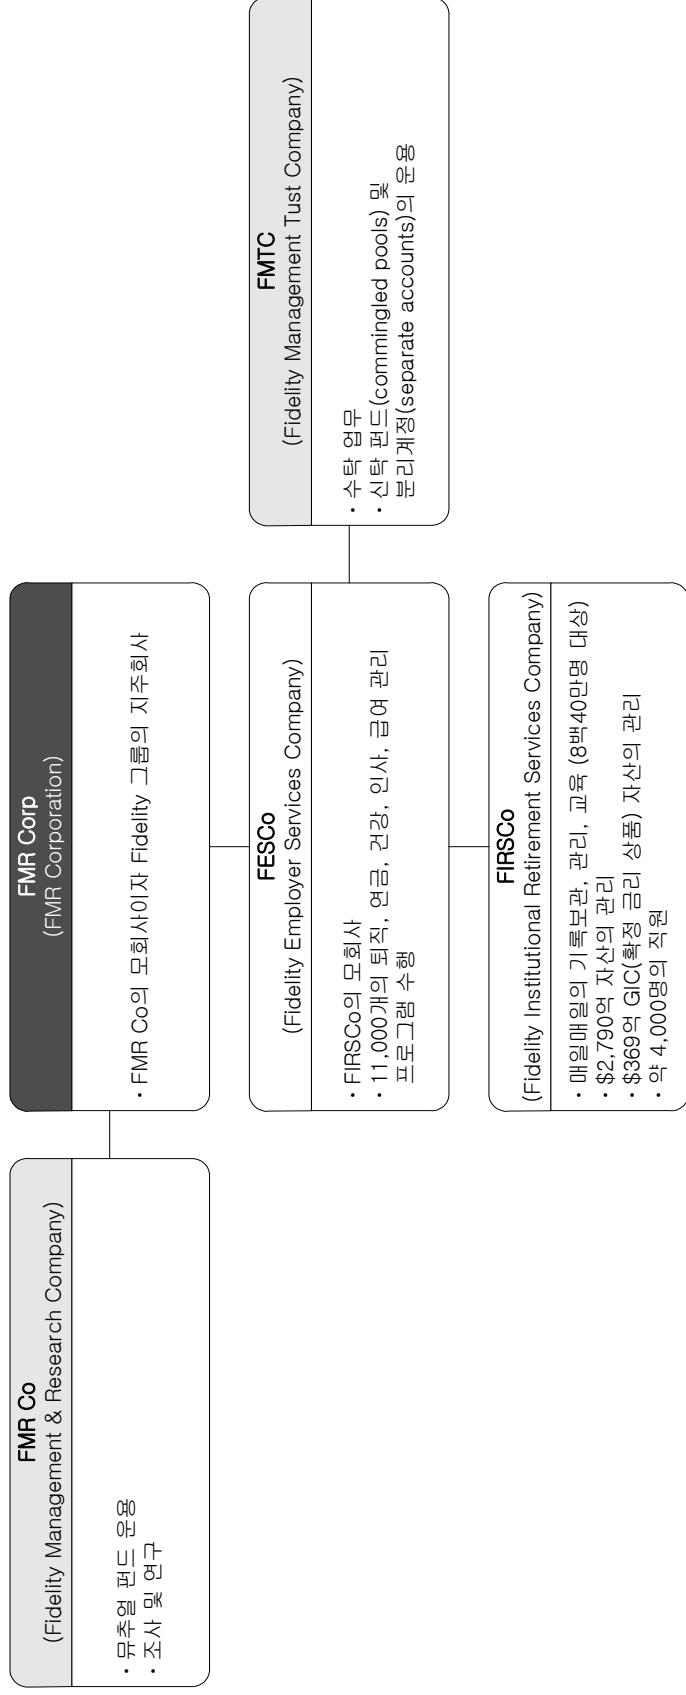 FMR Co
(Fidelity Management & Research Company)
· 뮤추얼 펀드 운용
· 조사 및 연구
FMR Corp
(FMR Corporation)
· FMR Co의 모회사이자 Fidelity 그룹의 지주회사
FESCo
(Fidelity Employer Services Company)
· FIRSCo의 모회사
· 11,000개의 퇴직, 연금, 건강, 인사, 급여 관리
프로그램 수행
FMTC
(Fidelity Management Tust Company)
· 수탁 업무
· 신탁 펀드(commingled pools) 및
분리계정(separate accounts)의 운용
FIRSCo
(Fidelity Institutional Retirement Services Company)
· 매일매일의 기록보관, 관리, 교육 (8백40만명 대상)
· $2,790억 자산의 관리
· $369억 GIC(확정 금리 상품) 자산의 관리
· 약 4,000명의 직원